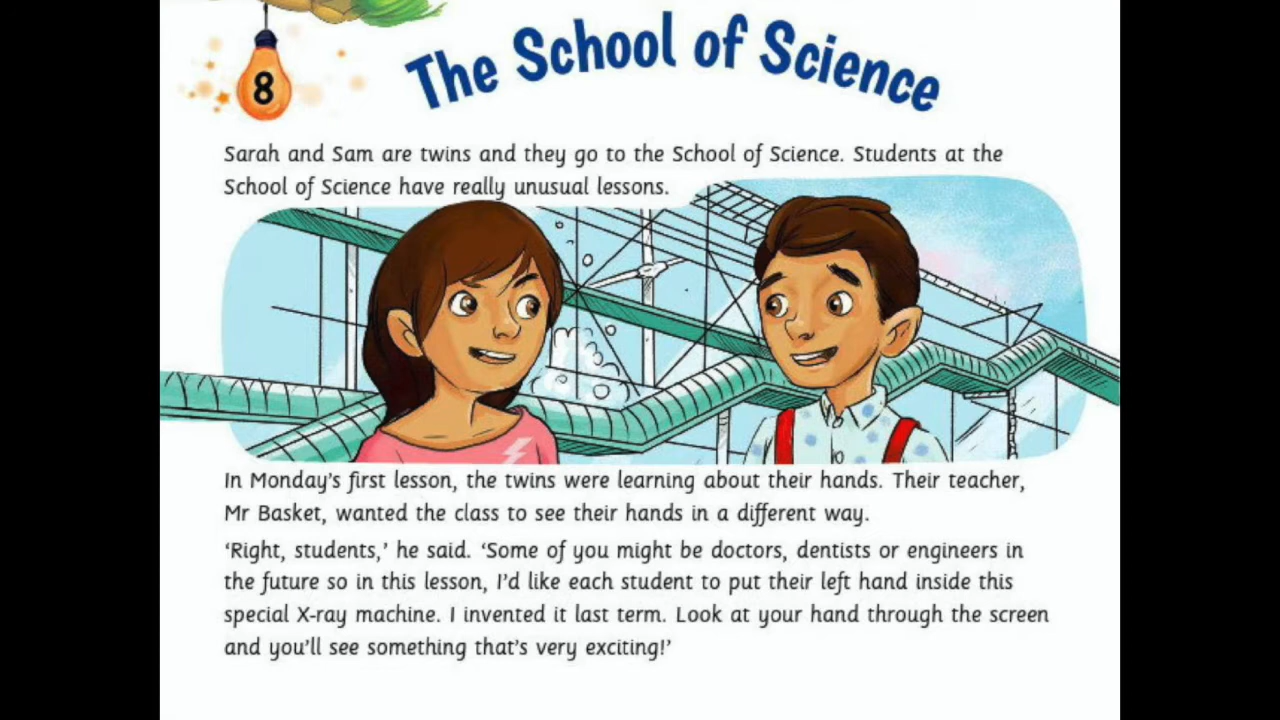 8
The School of Science
Sarah and Sam are twins and they go to the School of Science. Students at the
School of Science have really unusual lessons.
In Monday's first lesson, the twins were learning about their hands. Their teacher,
Mr Basket, wanted the class to see their hands in a different way.
‘Right, students,’ he said. ‘Some of you might be doctors, dentists or engineers in
the future so in this lesson, I’d like each student to put their left hand inside this
special X-ray machine. I invented it last term. Look at your hand through the screen
and you’ll see something that’s very exciting!’